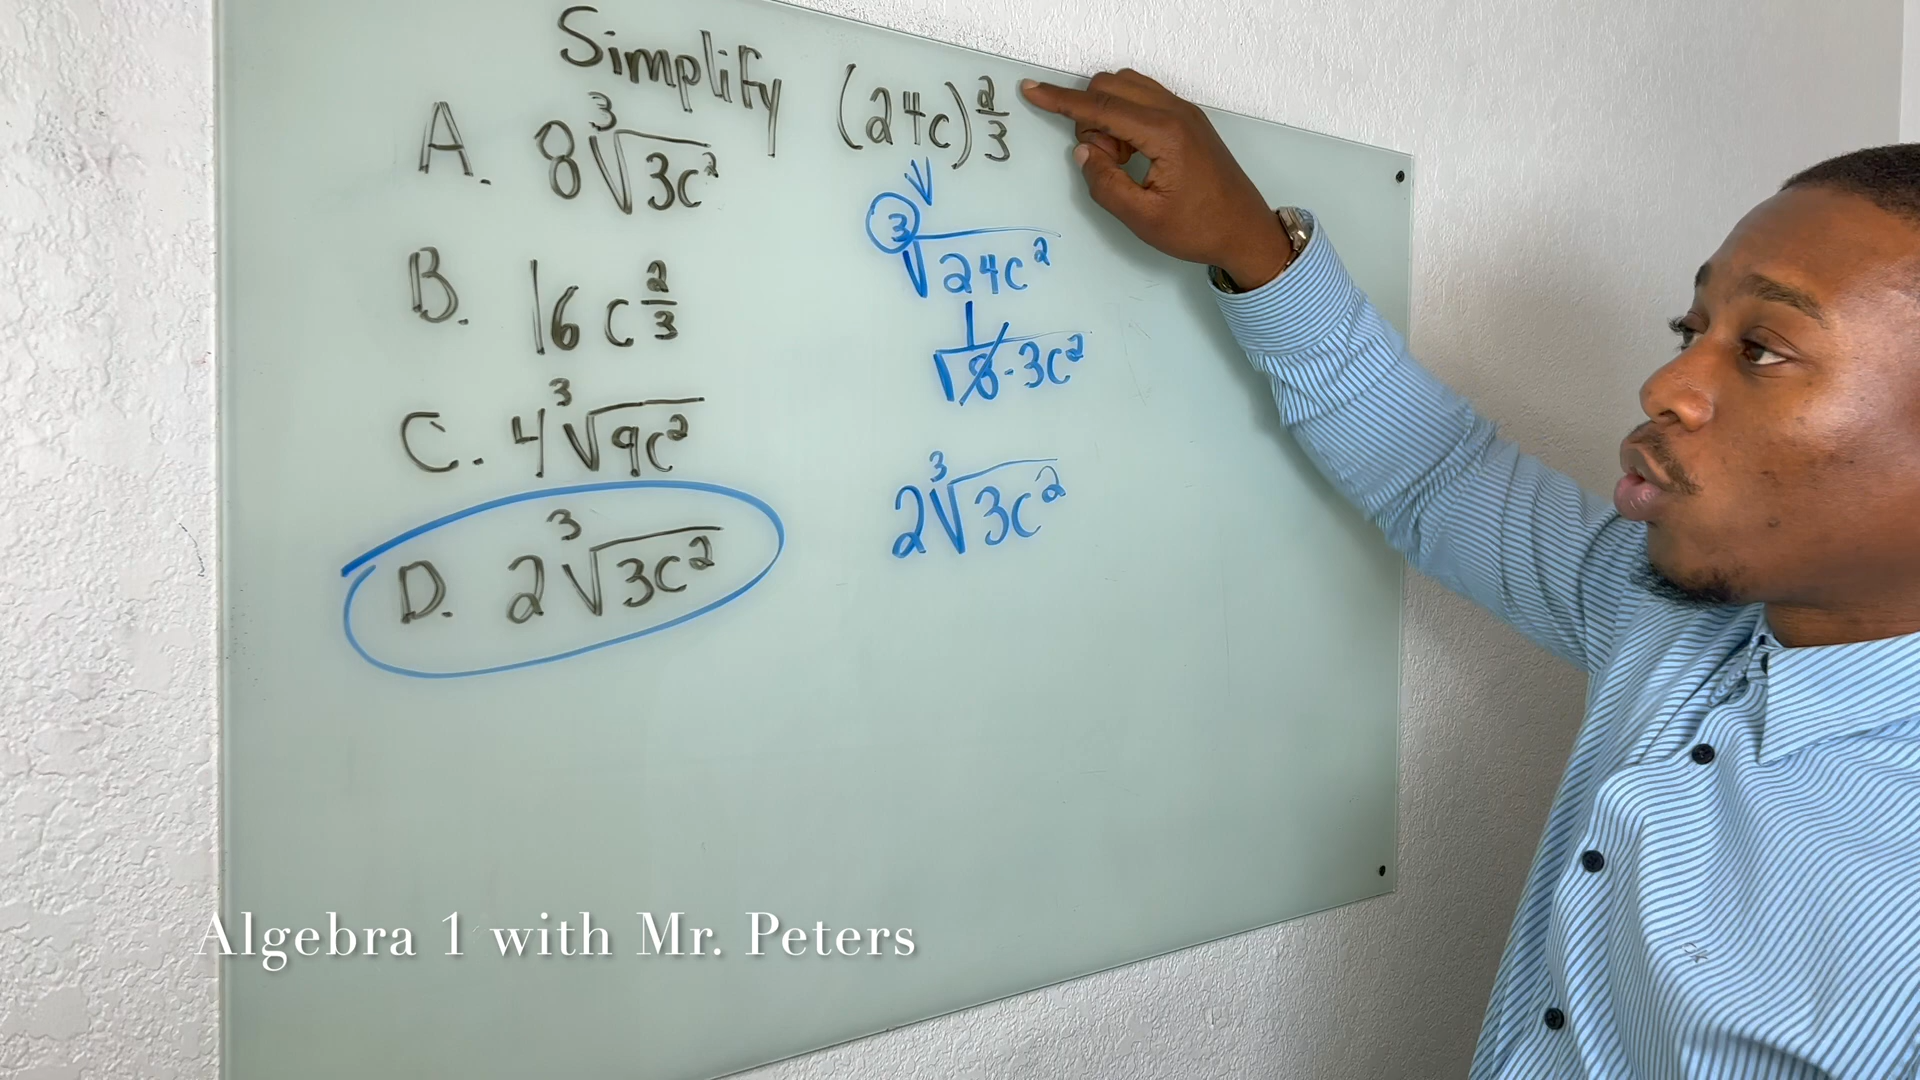 Simplify (24c)^{2/3}
A. 8∛3c²
B. 16c^{2/3}
C. 4∛9c²
D. 2∛3c²
∛24c²
√8·3c²
2∛3c²
Algebra 1 with Mr. Peters
CK